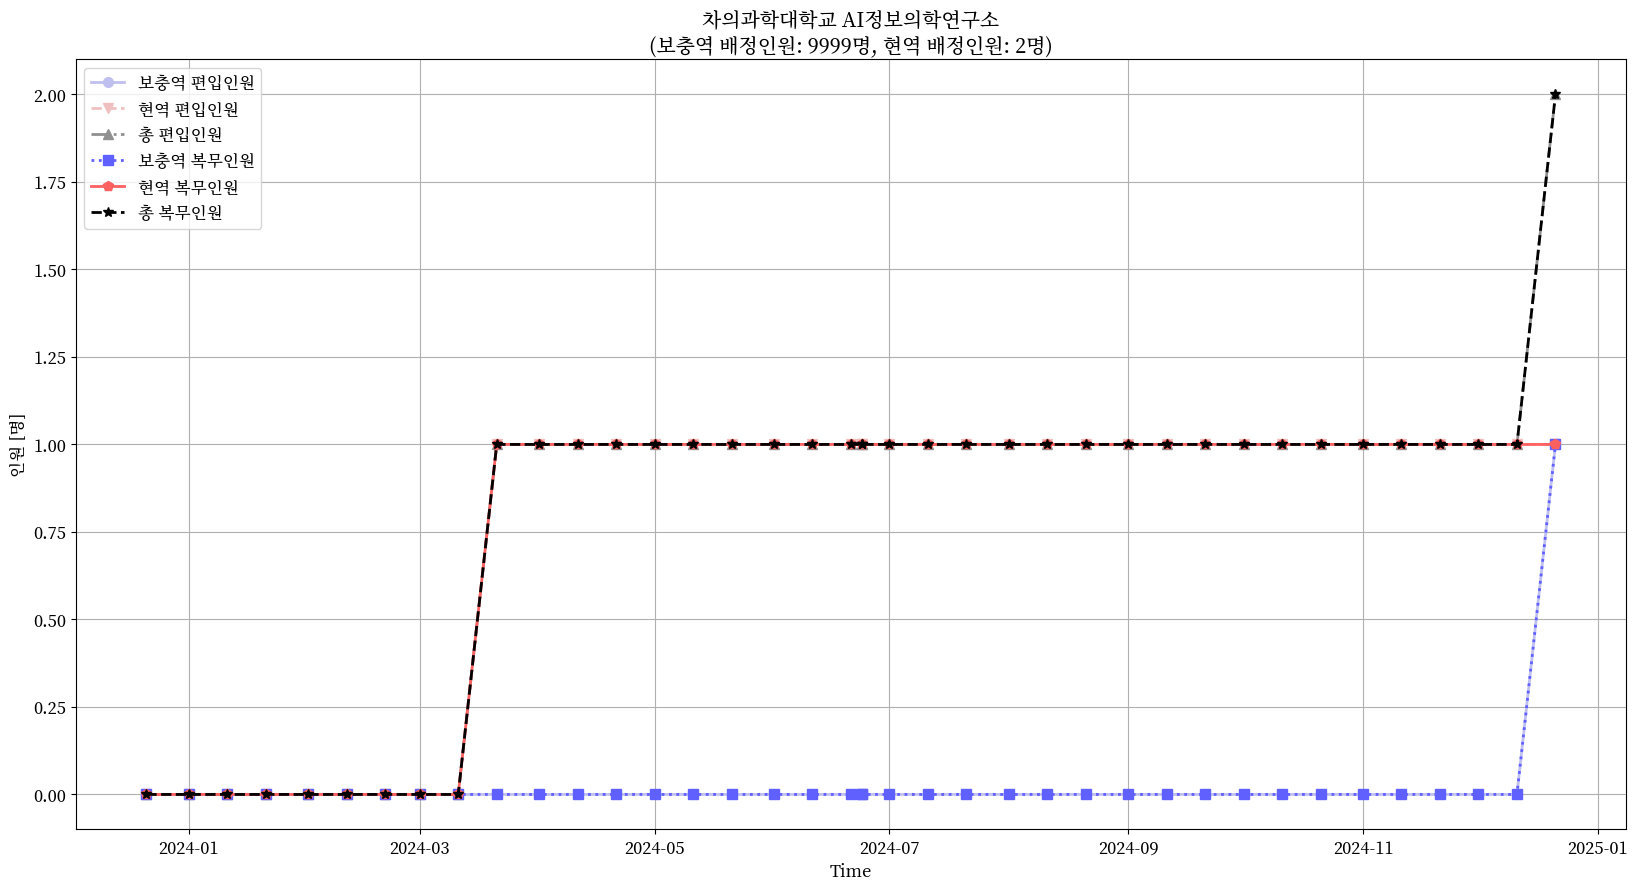 차의과학대학교 AI정보의학연구소
(보충역 배정인원: 9999명, 현역 배정인원: 2명)
보충역 편입인원
현역 편입인원
총 편입인원
보충역 복무인원
현역 복무인원
총 복무인원
2.00
1.75
1.50
1.25
1.00
0.75
0.50
0.25
0.00
인원 [명]
2024-01
2024-03
2024-05
2024-07
2024-09
2024-11
2025-01
Time